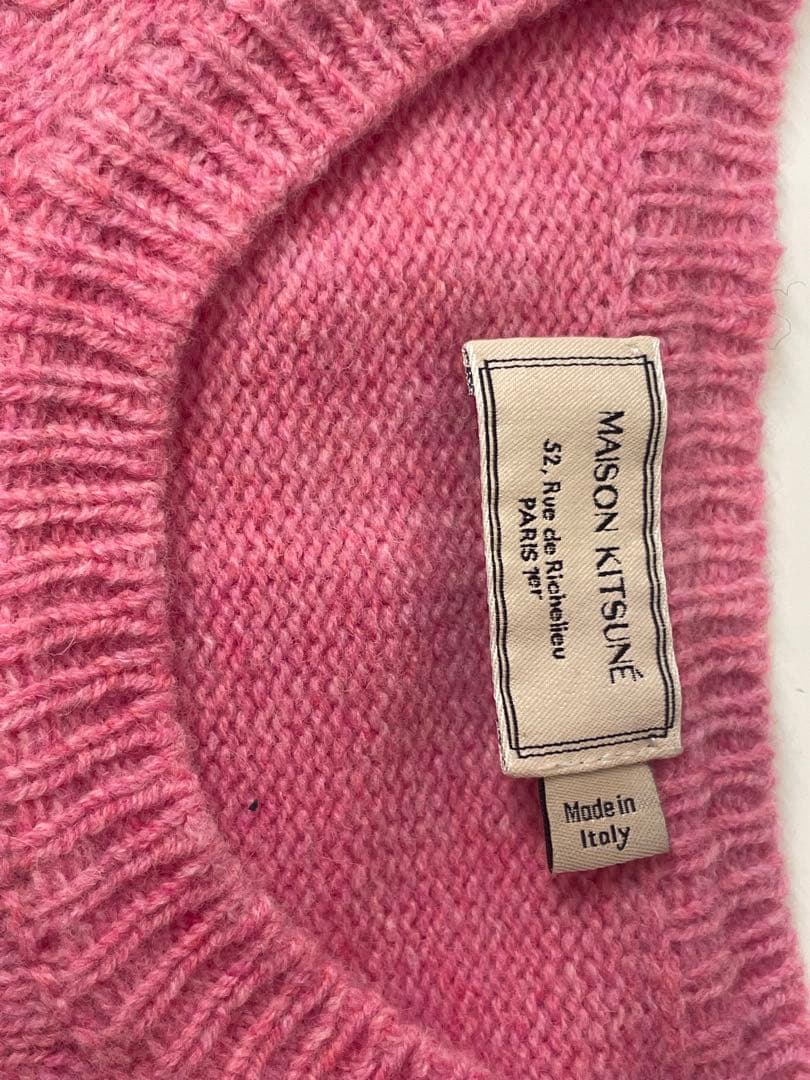 MAISON KITSUNÉ
52, Rue de Richelieu
PARIS 1er
Made in
Italy